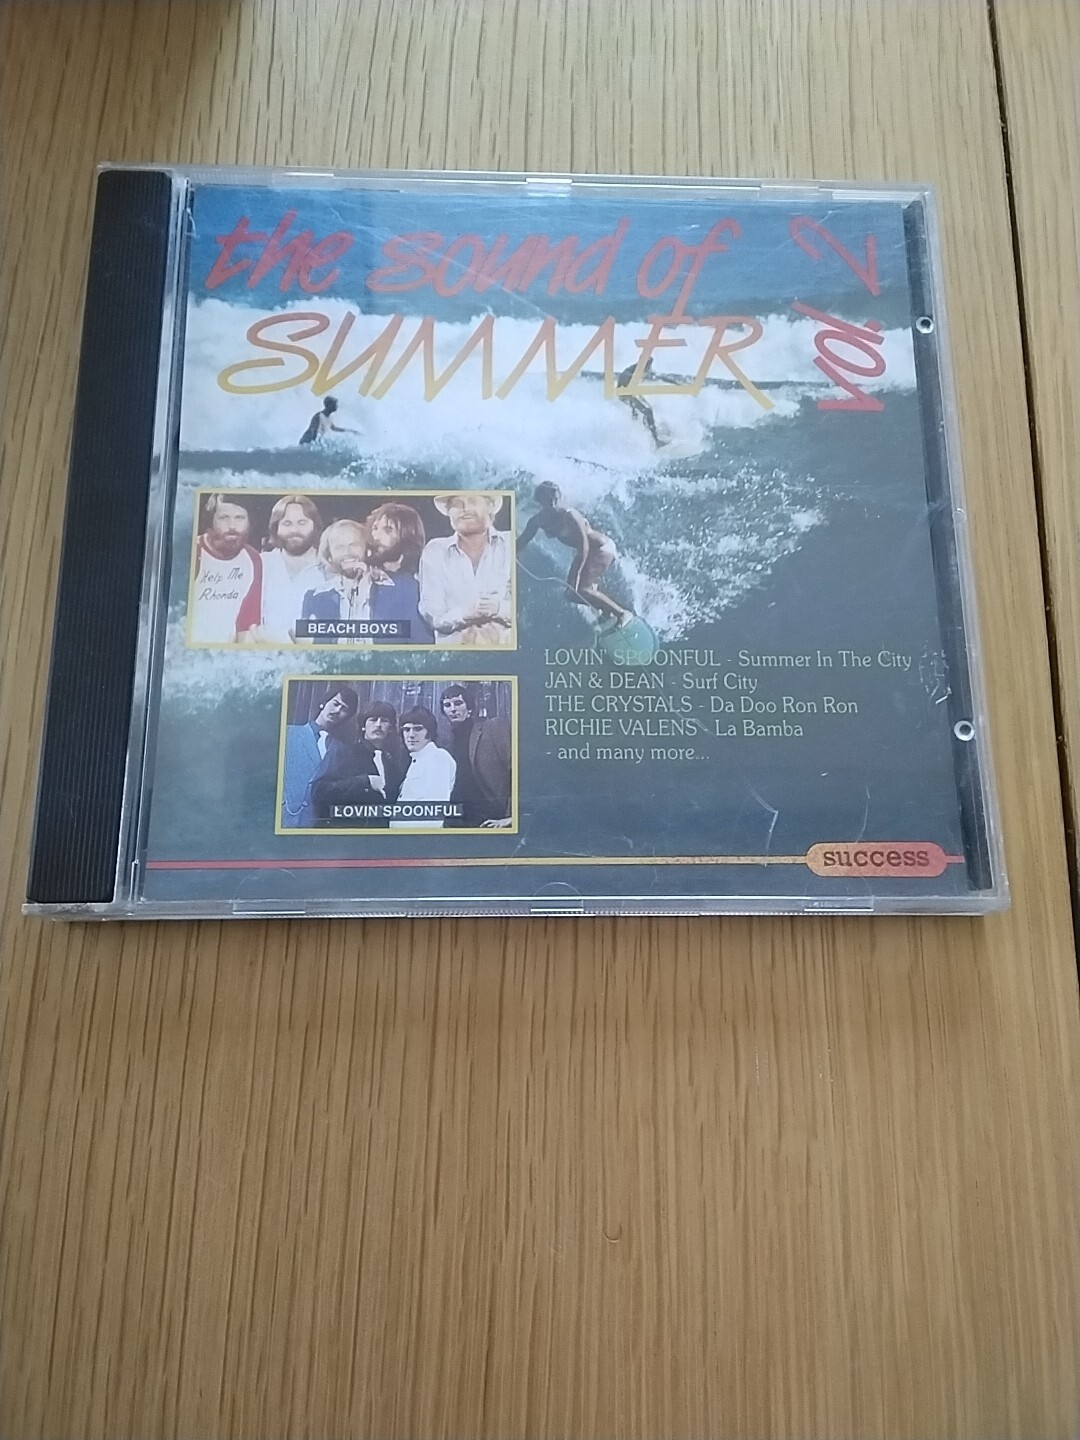 the sound of
SUMMER
vol. 2
Help Me
Rhonda
BEACH BOYS
LOVIN' SPOONFUL
LOVIN' SPOONFUL - Summer In The City
JAN & DEAN - Surf City
THE CRYSTALS - Da Doo Ron Ron
RICHIE VALENS - La Bamba
- and many more...
success